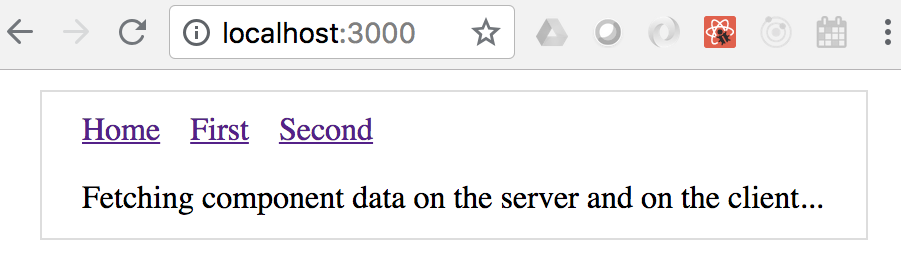 localhost:3000
Home First Second
Fetching component data on the server and on the client...